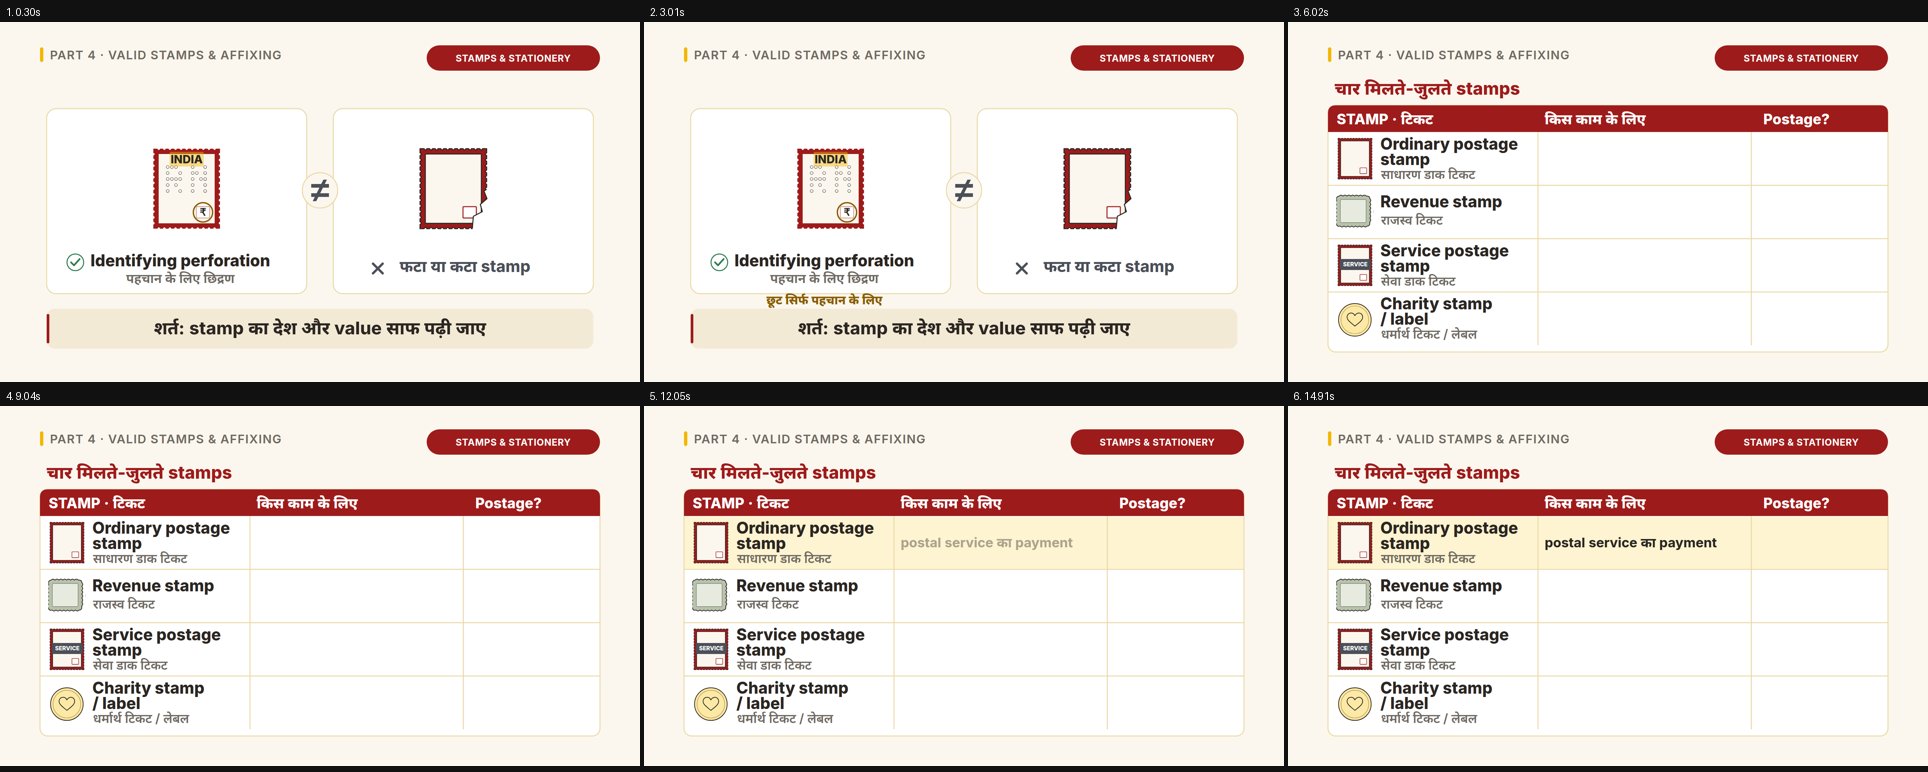 1. 0.30s
PART 4 · VALID STAMPS & AFFIXING
STAMPS & STATIONERY
INDIA
₹
≠
Identifying perforation
पहचान के लिए छिद्रण
फटा या कटा stamp
शर्त: stamp का देश और value साफ पढ़ी जाए
2. 3.01s
PART 4 · VALID STAMPS & AFFIXING
STAMPS & STATIONERY
INDIA
₹
≠
Identifying perforation
पहचान के लिए छिद्रण
फटा या कटा stamp
छूट सिर्फ पहचान के लिए
शर्त: stamp का देश और value साफ पढ़ी जाए
3. 6.02s
PART 4 · VALID STAMPS & AFFIXING
STAMPS & STATIONERY
चार मिलते-जुलते stamps
STAMP · टिकट किस काम के लिए Postage?
Ordinary postage
stamp
साधारण डाक टिकट
Revenue stamp
राजस्व टिकट
SERVICE
Service postage
stamp
सेवा डाक टिकट
Charity stamp
/ label
धर्मार्थ टिकट / लेबल
4. 9.04s
PART 4 · VALID STAMPS & AFFIXING
STAMPS & STATIONERY
चार मिलते-जुलते stamps
STAMP · टिकट किस काम के लिए Postage?
Ordinary postage
stamp
साधारण डाक टिकट
Revenue stamp
राजस्व टिकट
SERVICE
Service postage
stamp
सेवा डाक टिकट
Charity stamp
/ label
धर्मार्थ टिकट / लेबल
5. 12.05s
PART 4 · VALID STAMPS & AFFIXING
STAMPS & STATIONERY
चार मिलते-जुलते stamps
STAMP · टिकट किस काम के लिए Postage?
Ordinary postage
stamp
साधारण डाक टिकट
postal service का payment
Revenue stamp
राजस्व टिकट
SERVICE
Service postage
stamp
सेवा डाक टिकट
Charity stamp
/ label
धर्मार्थ टिकट / लेबल
6. 14.91s
PART 4 · VALID STAMPS & AFFIXING
STAMPS & STATIONERY
चार मिलते-जुलते stamps
STAMP · टिकट किस काम के लिए Postage?
Ordinary postage
stamp
साधारण डाक टिकट
postal service का payment
Revenue stamp
राजस्व टिकट
SERVICE
Service postage
stamp
सेवा डाक टिकट
Charity stamp
/ label
धर्मार्थ टिकट / लेबल